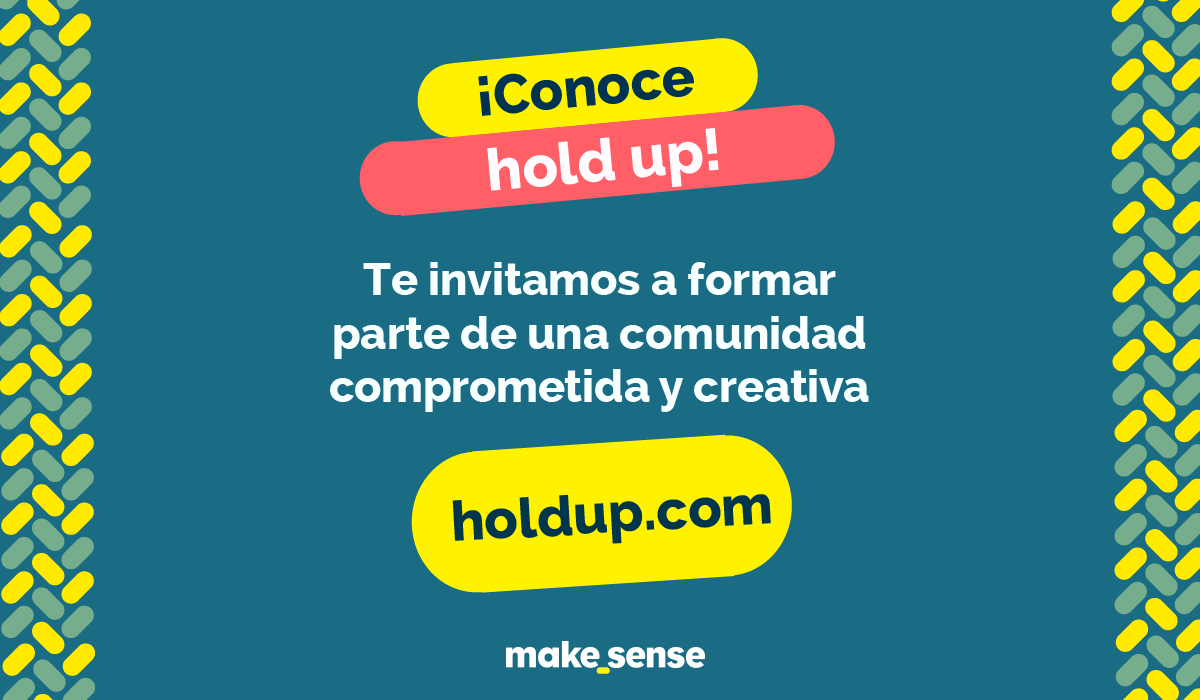 ¡Conoce
hold up!
Te invitamos a formar
parte de una comunidad
comprometida y creativa
holdup.com
make_sense